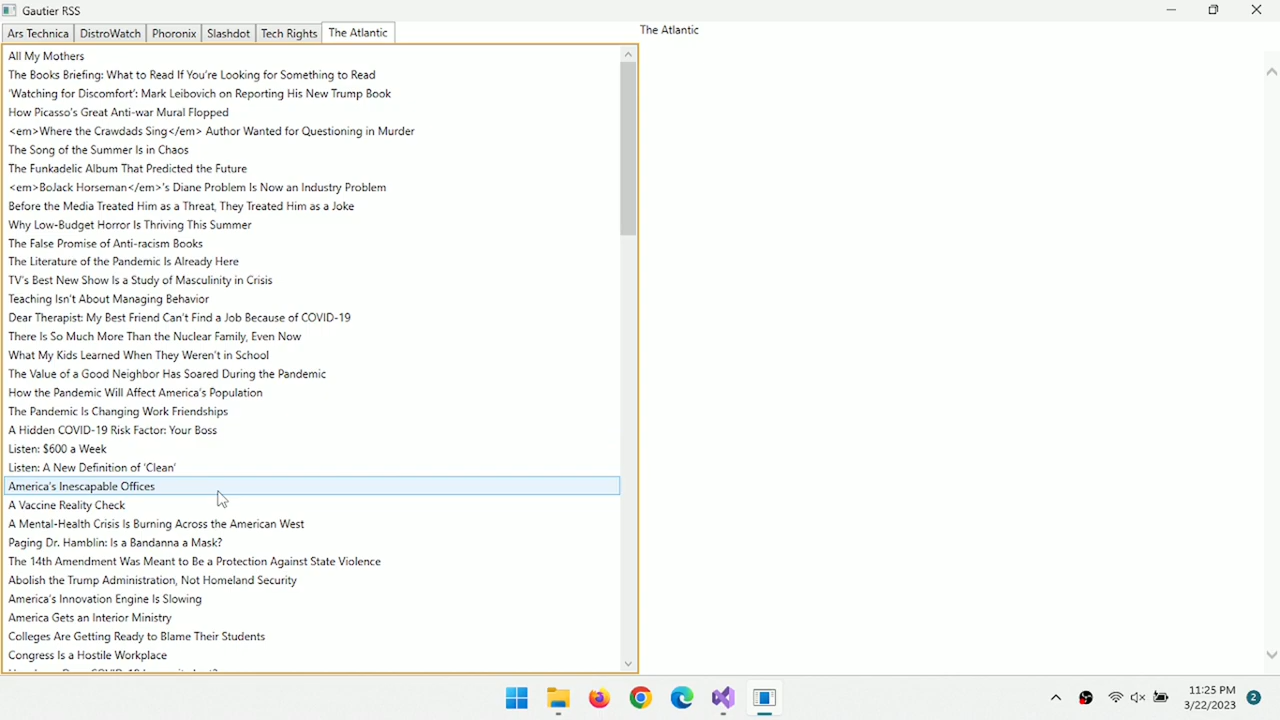 Gautier RSS
Ars Technica
DistroWatch
Phoronix
Slashdot
Tech Rights
The Atlantic
The Atlantic
All My Mothers
The Books Briefing: What to Read If You’re Looking for Something to Read
‘Watching for Discomfort’: Mark Leibovich on Reporting His New Trump Book
How Picasso’s Great Anti-war Mural Flopped
<em>Where the Crawdads Sing</em> Author Wanted for Questioning in Murder
The Song of the Summer Is in Chaos
The Funkadelic Album That Predicted the Future
<em>BoJack Horseman</em>’s Diane Problem Is Now an Industry Problem
Before the Media Treated Him as a Threat, They Treated Him as a Joke
Why Low-Budget Horror Is Thriving This Summer
The False Promise of Anti-racism Books
The Literature of the Pandemic Is Already Here
TV’s Best New Show Is a Study of Masculinity in Crisis
Teaching Isn’t About Managing Behavior
Dear Therapist: My Best Friend Can’t Find a Job Because of COVID-19
There Is So Much More Than the Nuclear Family, Even Now
What My Kids Learned When They Weren’t in School
The Value of a Good Neighbor Has Soared During the Pandemic
How the Pandemic Will Affect America’s Population
The Pandemic Is Changing Work Friendships
A Hidden COVID-19 Risk Factor: Your Boss
Listen: $600 a Week
Listen: A New Definition of ‘Clean’
America’s Inescapable Offices
A Vaccine Reality Check
A Mental-Health Crisis Is Burning Across the American West
Paging Dr. Hamblin: Is a Bandanna a Mask?
The 14th Amendment Was Meant to Be a Protection Against State Violence
Abolish the Trump Administration, Not Homeland Security
America’s Innovation Engine Is Slowing
America Gets an Interior Ministry
Colleges Are Getting Ready to Blame Their Students
Congress Is a Hostile Workplace
11:25 PM
3/22/2023
2